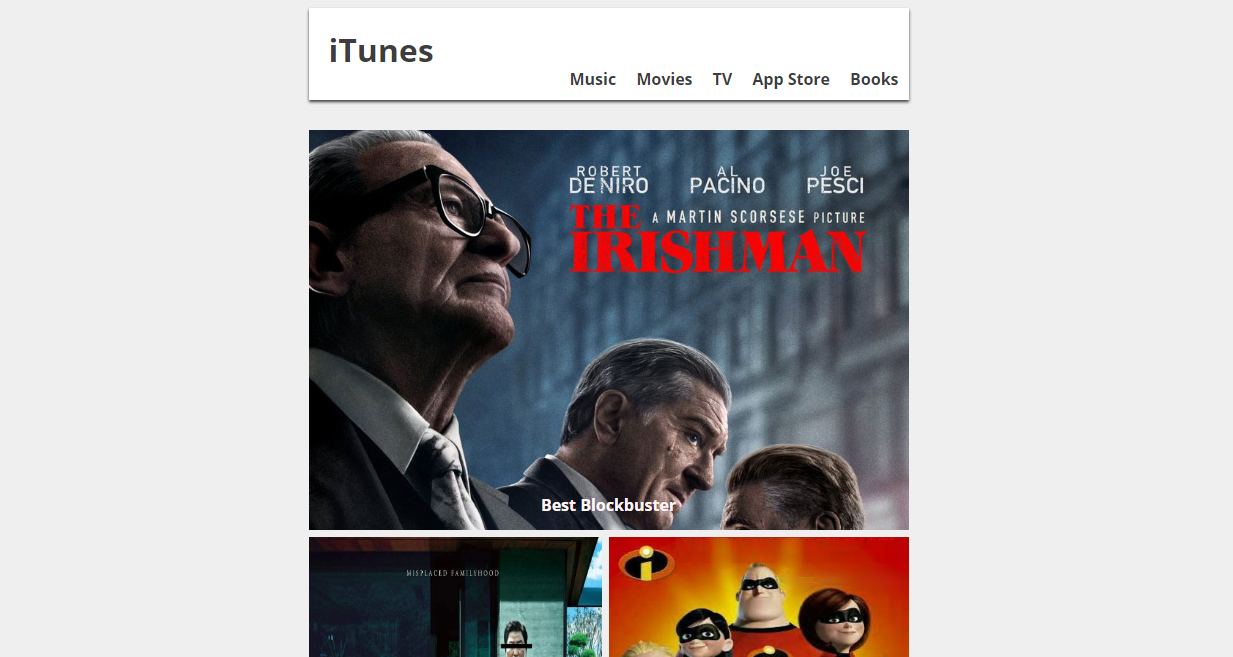 iTunes
Music Movies TV App Store Books
ROBERT DE NIRO
AL PACINO
JOE PESCI
THE A MARTIN SCORSESE PICTURE
IRISHMAN
Best Blockbuster
MISPLACED FAMILYHOOD
i